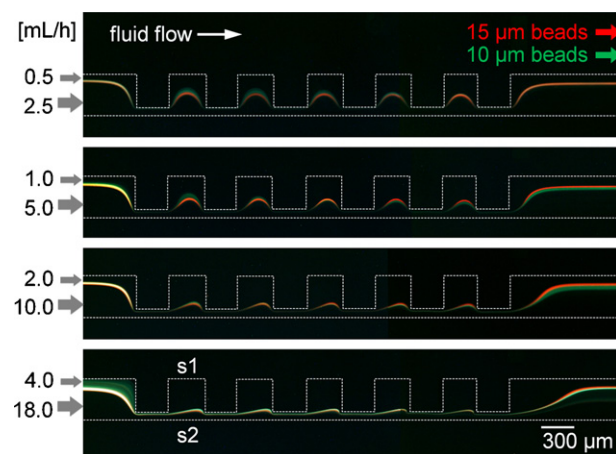 [mL/h]
fluid flow
15 µm beads
10 µm beads
0.5
2.5
1.0
5.0
2.0
10.0
4.0
18.0
s1
s2
300 µm